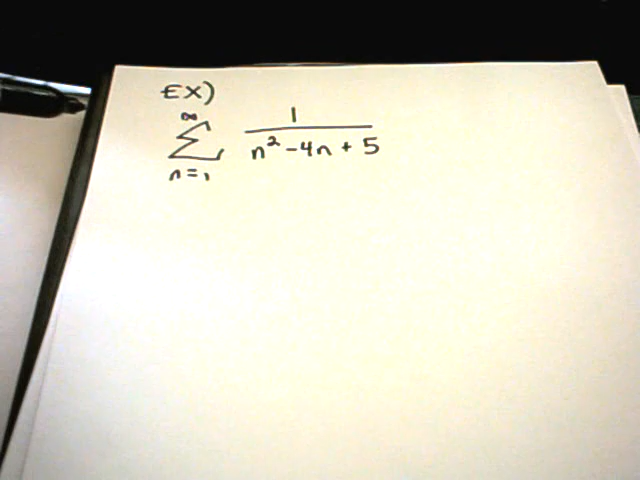 EX)
∞
Σ 1/(n² - 4n + 5)
n = 1